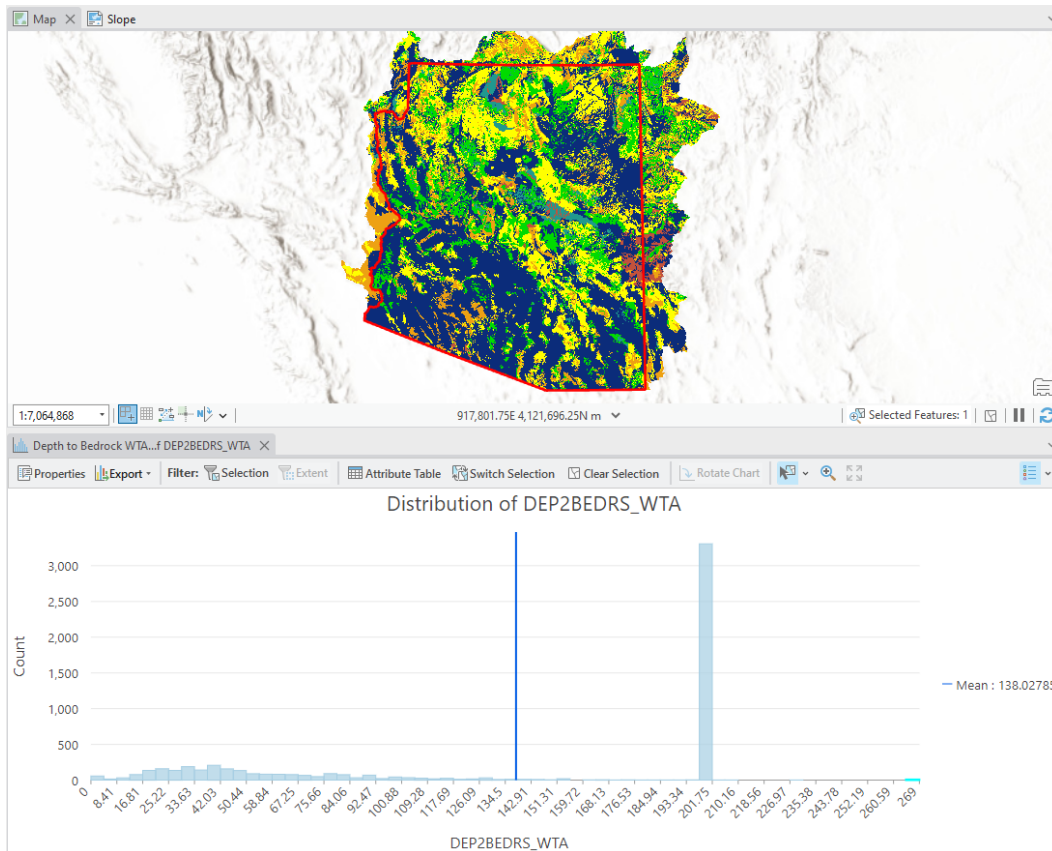 Map
Slope
1:7,064,868
917,801.75E 4,121,696.25N m
Selected Features: 1
Depth to Bedrock WTA...f DEP2BEDRS_WTA
Properties Export Filter: Selection Extent Attribute Table Switch Selection Clear Selection Rotate Chart
Distribution of DEP2BEDRS_WTA
3,000
2,500
2,000
1,500
1,000
500
0
Count
Mean : 138.02785
0 8.41 16.81 25.22 33.63 42.03 50.44 58.84 67.25 75.66 84.06 92.47 100.88 109.28 117.69 126.09 134.5 142.91 151.31 159.72 168.13 176.53 184.94 193.34 201.75 210.16 218.56 226.97 235.38 243.78 252.19 260.59 269
DEP2BEDRS_WTA